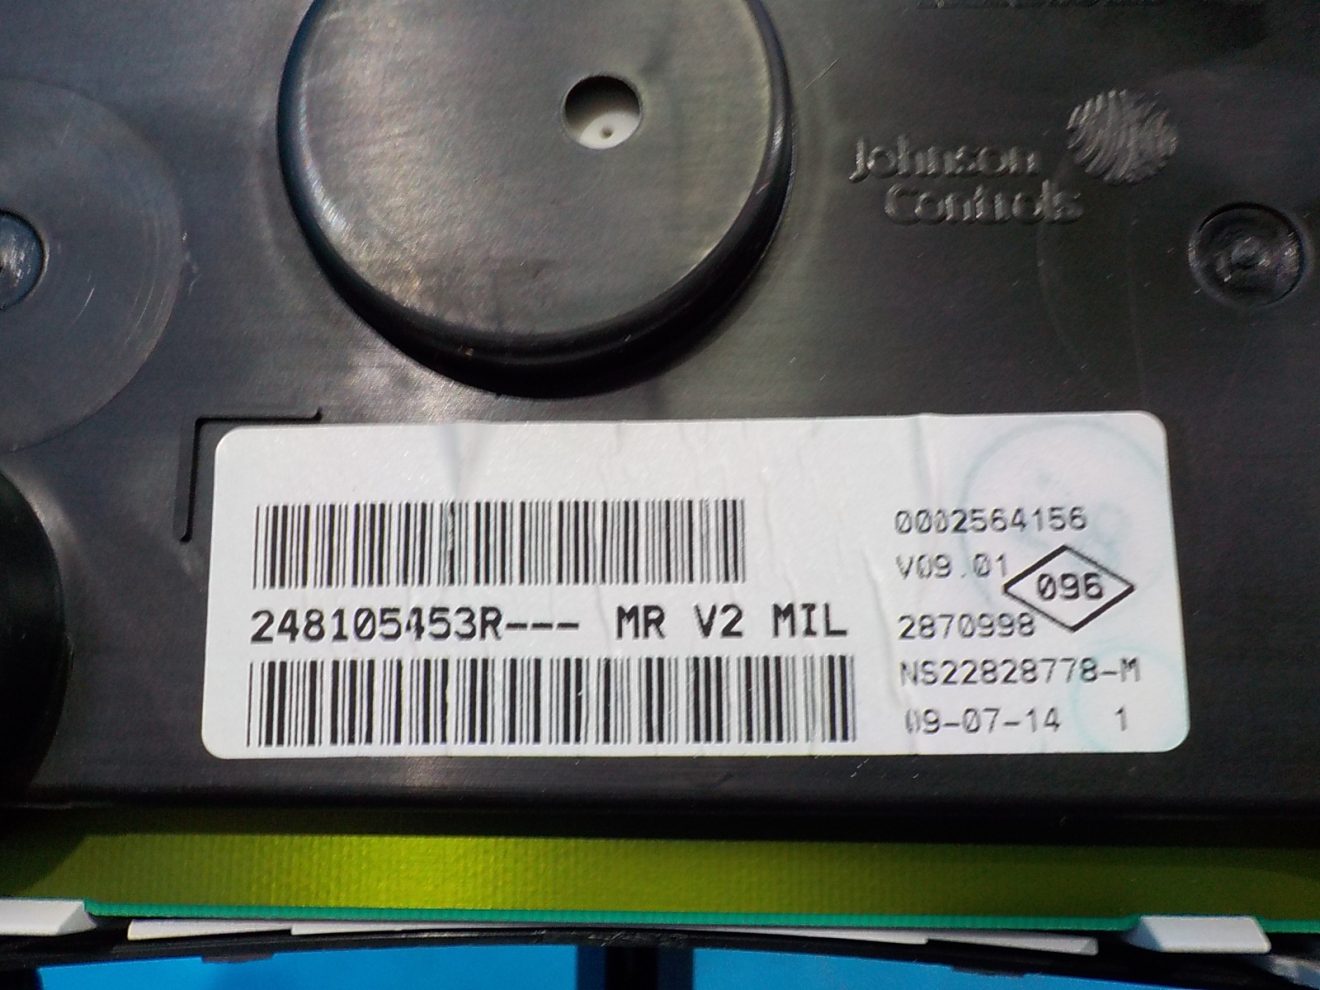 Johnson
Controls
0002564156
V09.01
096
248105453R--- MR V2 MIL
2870998
NS22828778-M
09-07-14 1